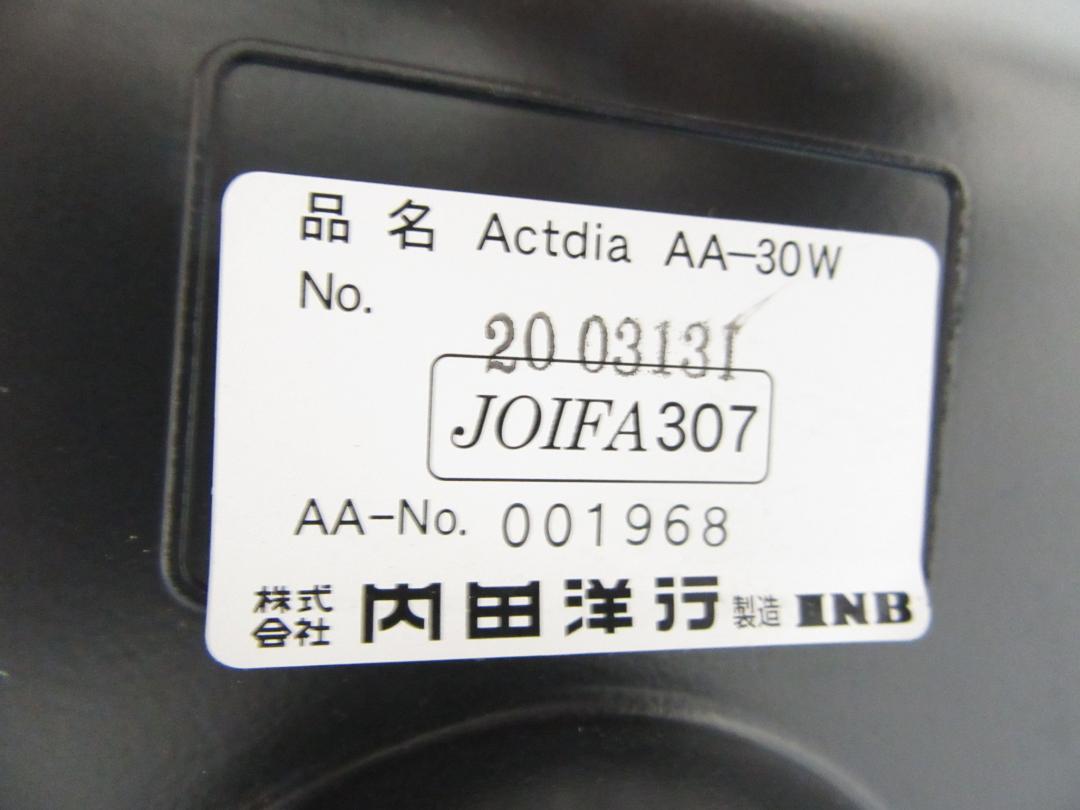 品名 Actdia AA-30W
No.
20 03131
JOIFA307
AA-No. 001968
株式会社 内田洋行 製造 INB